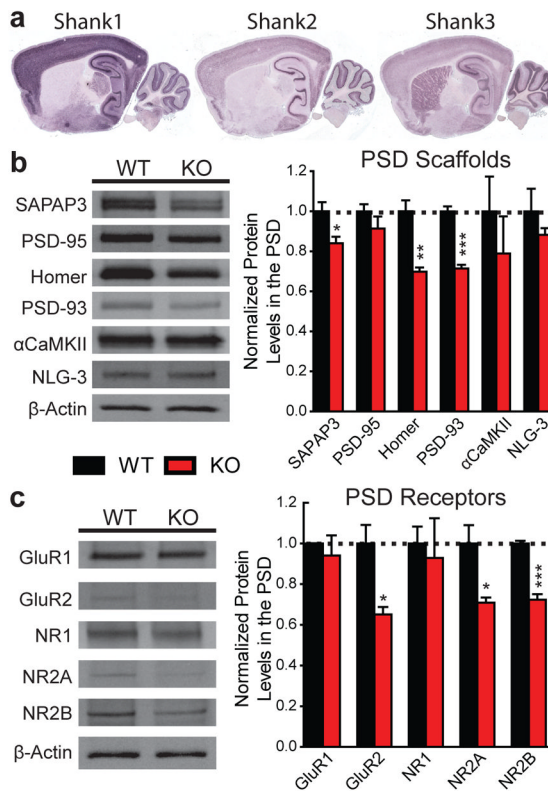 a
Shank1 Shank2 Shank3
b
WT KO
SAPAP3
PSD-95
Homer
PSD-93
αCaMKII
NLG-3
β-Actin
PSD Scaffolds
Normalized Protein
Levels in the PSD
1.2
1.0
0.8
0.6
0.4
0.2
0.0
*
**
***
SAPAP3
PSD-95
Homer
PSD-93
αCaMKII
NLG-3
WT KO
c
WT KO
GluR1
GluR2
NR1
NR2A
NR2B
β-Actin
PSD Receptors
Normalized Protein
Levels in the PSD
1.2
1.0
0.8
0.6
0.4
0.2
0.0
*
*
***
GluR1
GluR2
NR1
NR2A
NR2B